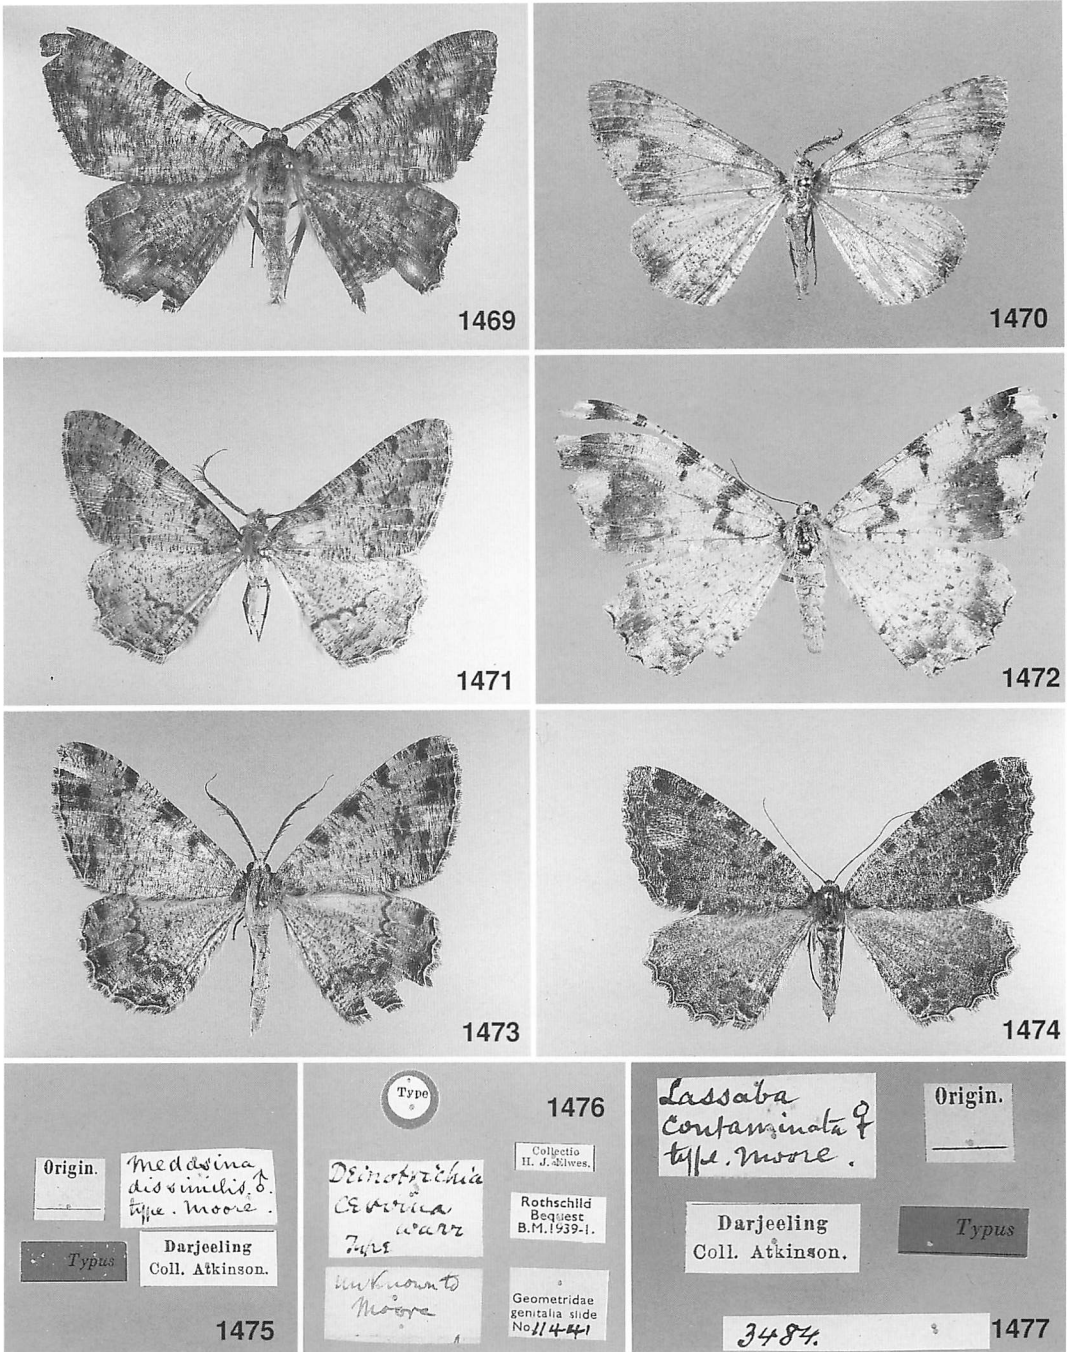 1469
1470
1471
1472
1473
1474
Origin.
Medasina
dissimilis ♂.
type. Moore.
Typus
Darjeeling
Coll. Atkinson.
1475
Type
1476
Collectio
H. J. Elwes.
Deinotrichia
cervina
warr
Type
Rothschild
Bequest
B.M.1939-1.
unknown to
Moore
Geometridae
genitalia slide
No 11441
Lassaba
contaminata ♀
type. Moore.
Origin.
Darjeeling
Coll. Atkinson.
Typus
3484.
1477